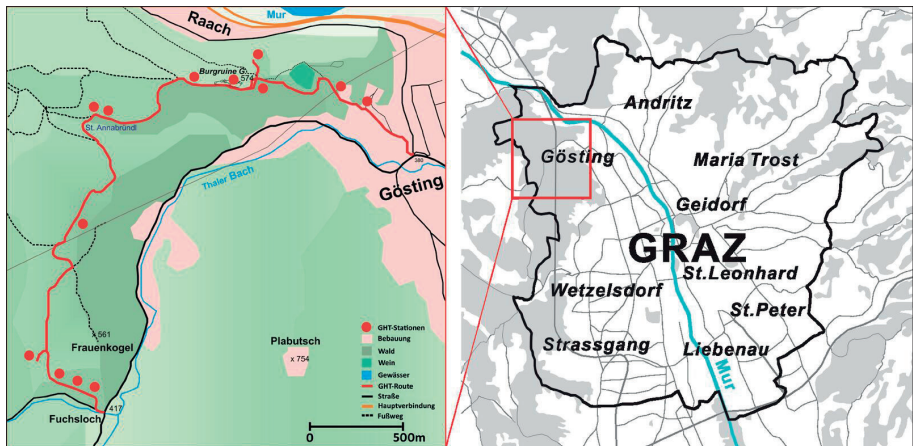 Mur
Raach
Burgruine G.
574
St. Annabründl
380
Thaler Bach
Gösting
x 561
Frauenkogel
Plabutsch
x 754
Fuchsloch
417
GHT-Stationen
Bebauung
Wald
Wein
Gewässer
GHT-Route
Straße
Hauptverbindung
Fußweg
0
500m
Andritz
Gösting
Maria Trost
Geidorf
GRAZ
St.Leonhard
Wetzelsdorf
St.Peter
Strassgang
Liebenau
Mur